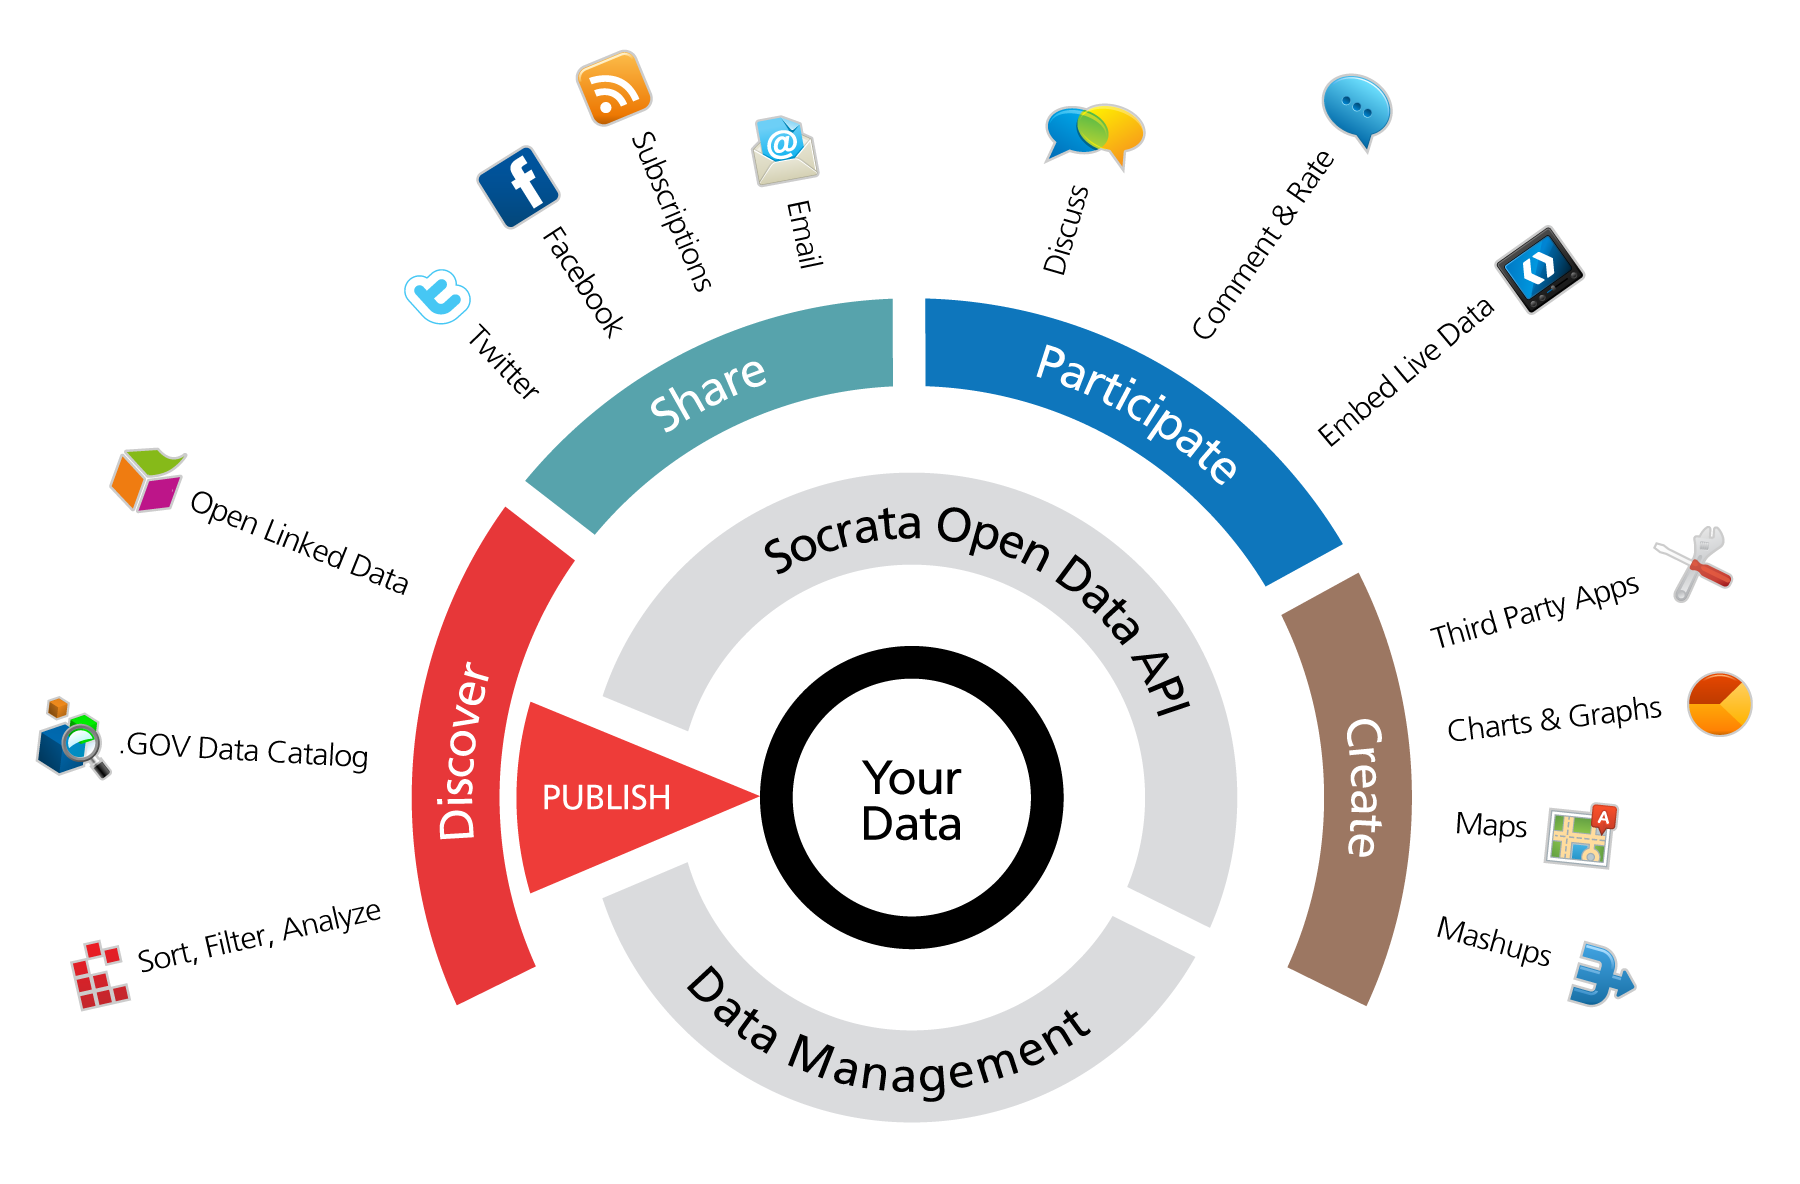 Subscriptions
Email
Facebook
Twitter
Discuss
Comment & Rate
Embed Live Data
Share
Participate
Open Linked Data
.GOV Data Catalog
Sort, Filter, Analyze
Discover
PUBLISH
Socrata Open Data API
Your
Data
Data Management
Create
Third Party Apps
Charts & Graphs
Maps
A
Mashups
@
f